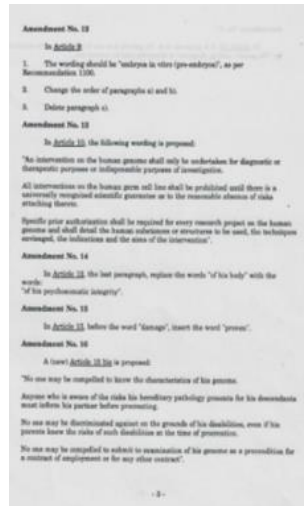 Amendment No. 12
In Article 9
1. The wording should be "embryos in vitro (pre-embryos)", as per
Recommendation 1100.
2. Change the order of paragraphs a) and b).
3. Delete paragraph c).
Amendment No. 13
In Article 10, the following wording is proposed:
"An intervention on the human genome shall only be undertaken for diagnostic or
therapeutic purposes or indispensable purposes of investigation.
All interventions on the human germ cell line shall be prohibited until there is a
universally recognised scientific guarantee as to the reasonable absence of risks
attaching thereto.
Specific prior authorisation shall be required for every research project on the human
genome and shall detail the human substances or structures to be used, the techniques
envisaged, the indications and the aims of the intervention".
Amendment No. 14
In Article 12, the last paragraph, replace the words "of his body" with the
words:
"of his psychosomatic integrity".
Amendment No. 15
In Article 13, before the word "damage", insert the word "proven".
Amendment No. 16
A (new) Article 15 bis is proposed:
"No one may be compelled to know the characteristics of his genome.
Anyone who is aware of the risks his hereditary pathology presents for his descendants
must inform his partner before procreating.
No one may be discriminated against on the grounds of his disabilities, even if his
parents knew the risks of such disabilities at the time of procreation.
No one may be compelled to submit to examination of his genome as a precondition for
a contract of employment or for any other contract".
- 3 -